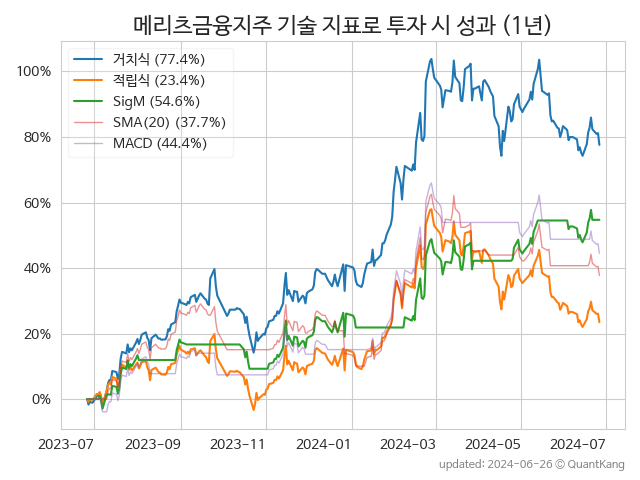 메리츠금융지주 기술 지표로 투자 시 성과 (1년)
거치식 (77.4%)
적립식 (23.4%)
SigM (54.6%)
SMA(20) (37.7%)
MACD (44.4%)
100%
80%
60%
40%
20%
0%
2023-07 2023-09 2023-11 2024-01 2024-03 2024-05 2024-07
updated: 2024-06-26 © QuantKang